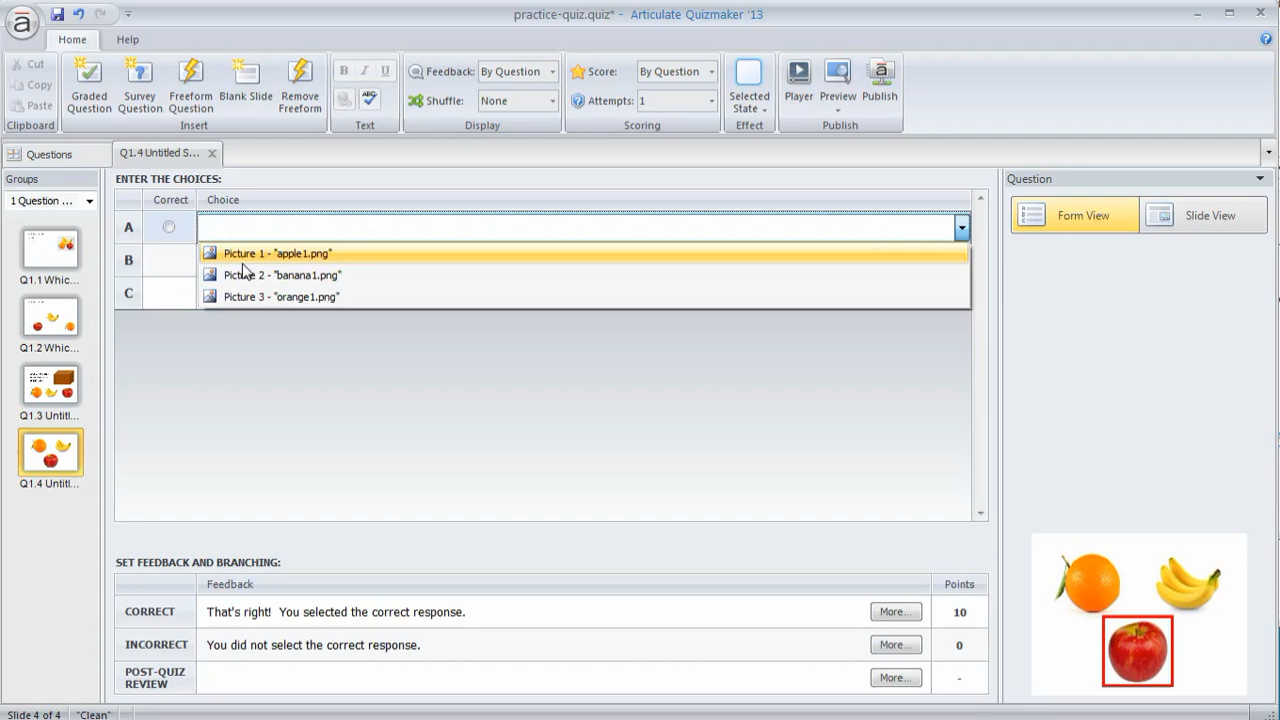 practice-quiz.quiz* - Articulate Quizmaker '13
Home
Help
Cut
Copy
Paste
Clipboard
Graded Question
Survey Question
Freeform Question
Blank Slide
Remove Freeform
Insert
B I U
ABC
Text
Feedback: By Question
Shuffle: None
Display
Score: By Question
Attempts: 1
Scoring
Selected State
Effect
Player
Preview
Publish
Publish
Questions
Q1.4 Untitled S...
Groups
1 Question ...
Q1.1 Whic...
Q1.2 Whic...
Q1.3 Untitl...
Q1.4 Untitl...
ENTER THE CHOICES:
Correct Choice
A
B
C
Picture 1 - "apple1.png"
Picture 2 - "banana1.png"
Picture 3 - "orange1.png"
SET FEEDBACK AND BRANCHING:
Feedback Points
CORRECT That's right! You selected the correct response. More... 10
INCORRECT You did not select the correct response. More... 0
POST-QUIZ REVIEW More... -
Question
Form View
Slide View
Slide 4 of 4 "Clean"